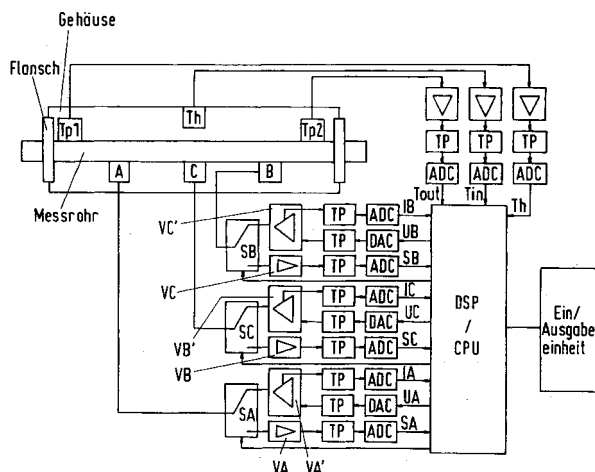 Gehäuse
Flansch
Tp1
Th
Tp2
A
C
B
Messrohr
TP TP TP
ADC ADC ADC
Tout Tin Th
VC'
SB
TP ADC IB
TP DAC UB
TP ADC SB
VC
SC
TP ADC IC
TP DAC UC
TP ADC SC
VB'
VB
SA
TP ADC IA
TP DAC UA
TP ADC SA
VA VA'
DSP
/
CPU
Ein/
Ausgabe
einheit